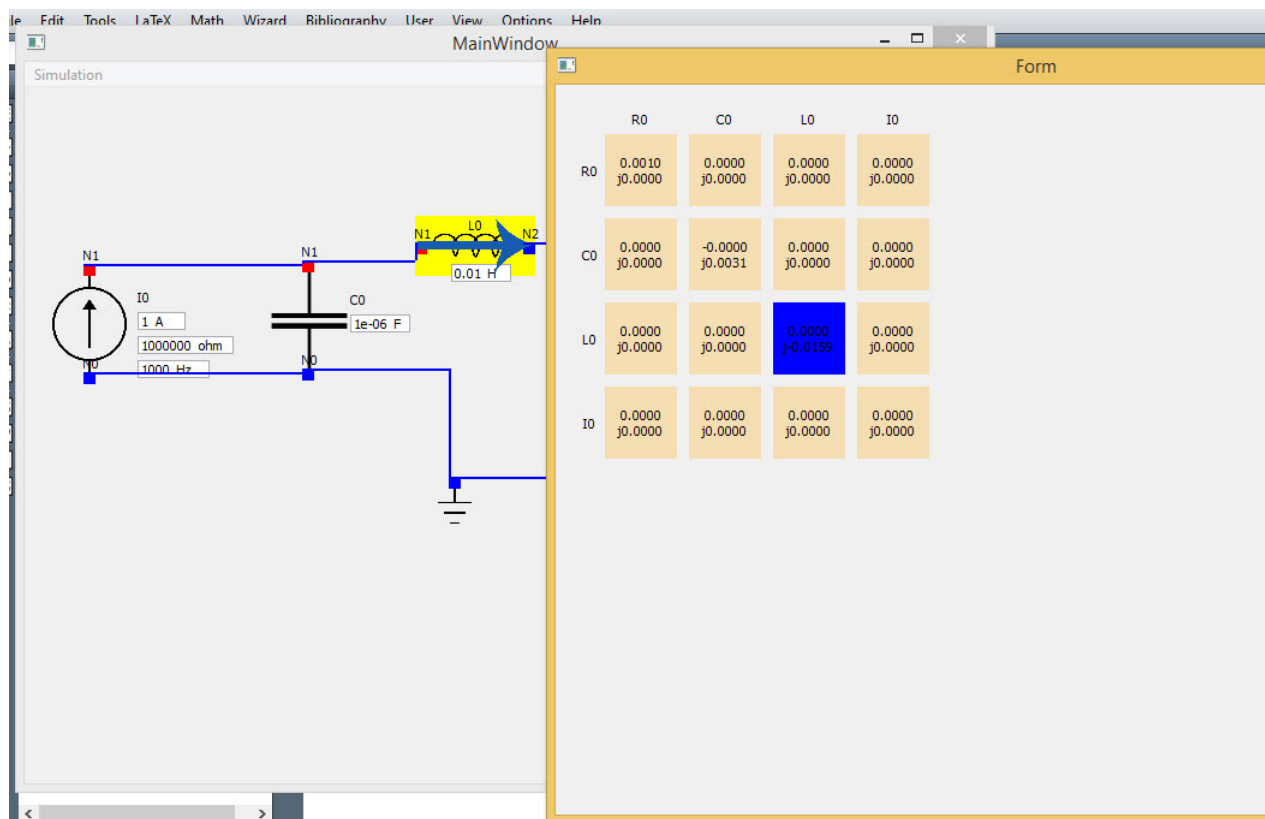 Edit Tools LaTeX Math Wizard Bibliography User View Options Help
MainWindow
Simulation
Form
R0 C0 L0 I0
R0 0.0010 0.0000 0.0000 0.0000
j0.0000 j0.0000 j0.0000 j0.0000
C0 0.0000 -0.0000 0.0000 0.0000
j0.0000 j0.0031 j0.0000 j0.0000
L0 0.0000 0.0000 0.0000 0.0000
j0.0000 j0.0000 j-0.0159 j0.0000
I0 0.0000 0.0000 0.0000 0.0000
j0.0000 j0.0000 j0.0000 j0.0000
L0
N1 N2
0.01 H
N1 N1
I0
1 A
1000000 ohm
1000 Hz
N0
C0
1e-06 F
N0